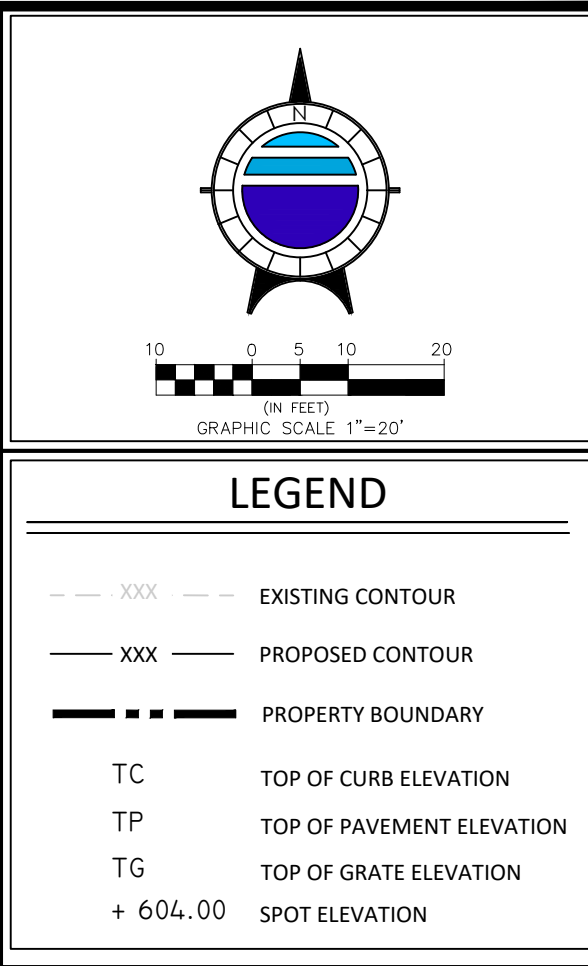 N
10 0 5 10 20
(IN FEET)
GRAPHIC SCALE 1"=20'
LEGEND
XXX EXISTING CONTOUR
XXX PROPOSED CONTOUR
PROPERTY BOUNDARY
TC TOP OF CURB ELEVATION
TP TOP OF PAVEMENT ELEVATION
TG TOP OF GRATE ELEVATION
+ 604.00 SPOT ELEVATION